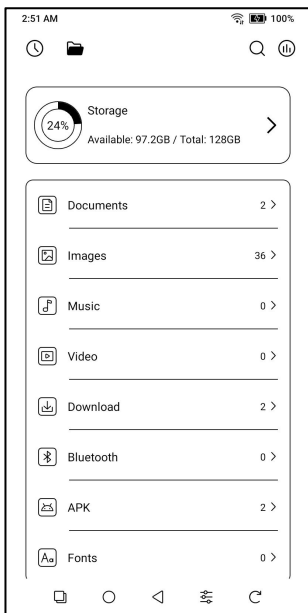 2:51 AM 100%
Storage
24%
Available: 97.2GB / Total: 128GB
Documents 2
Images 36
Music 0
Video 0
Download 2
Bluetooth 0
APK 2
Aa Fonts 0